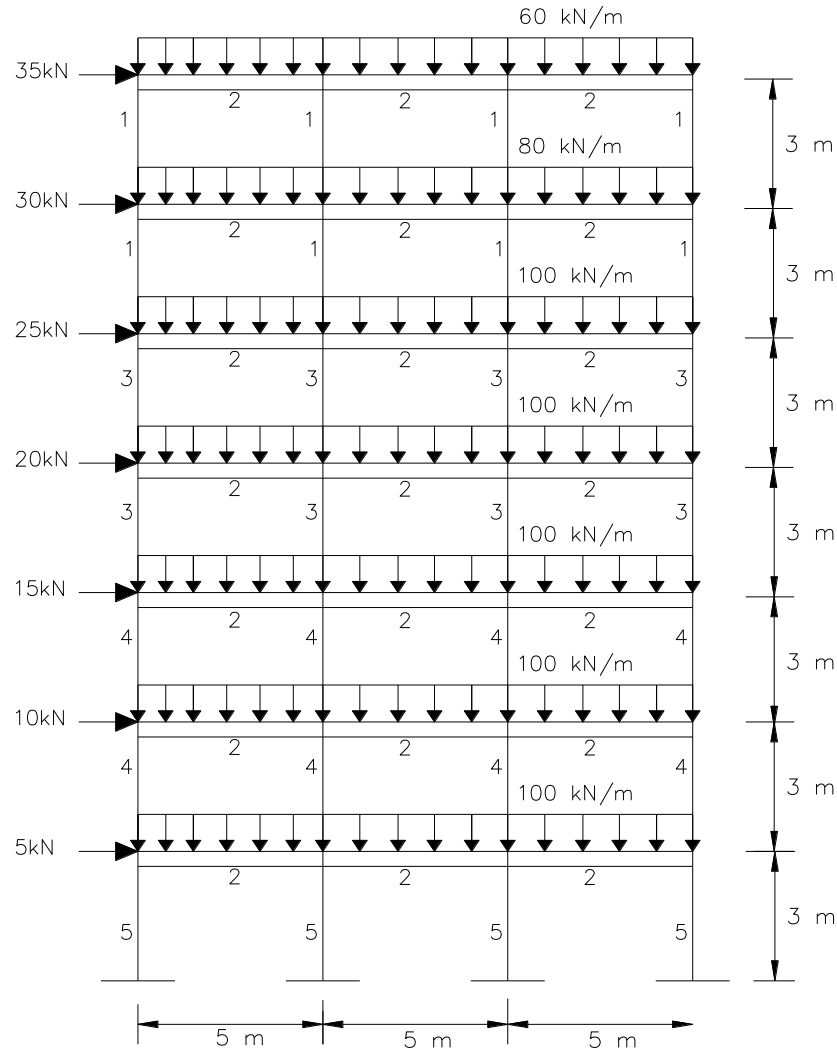 60 kN/m
35kN
2 2 2
1 1 1 1
3 m
80 kN/m
30kN
2 2 2
1 1 1 1
3 m
100 kN/m
25kN
2 2 2
3 3 3 3
3 m
100 kN/m
20kN
2 2 2
3 3 3 3
3 m
100 kN/m
15kN
2 2 2
4 4 4 4
3 m
100 kN/m
10kN
2 2 2
4 4 4 4
3 m
100 kN/m
5kN
2 2 2
5 5 5 5
3 m
5 m 5 m 5 m